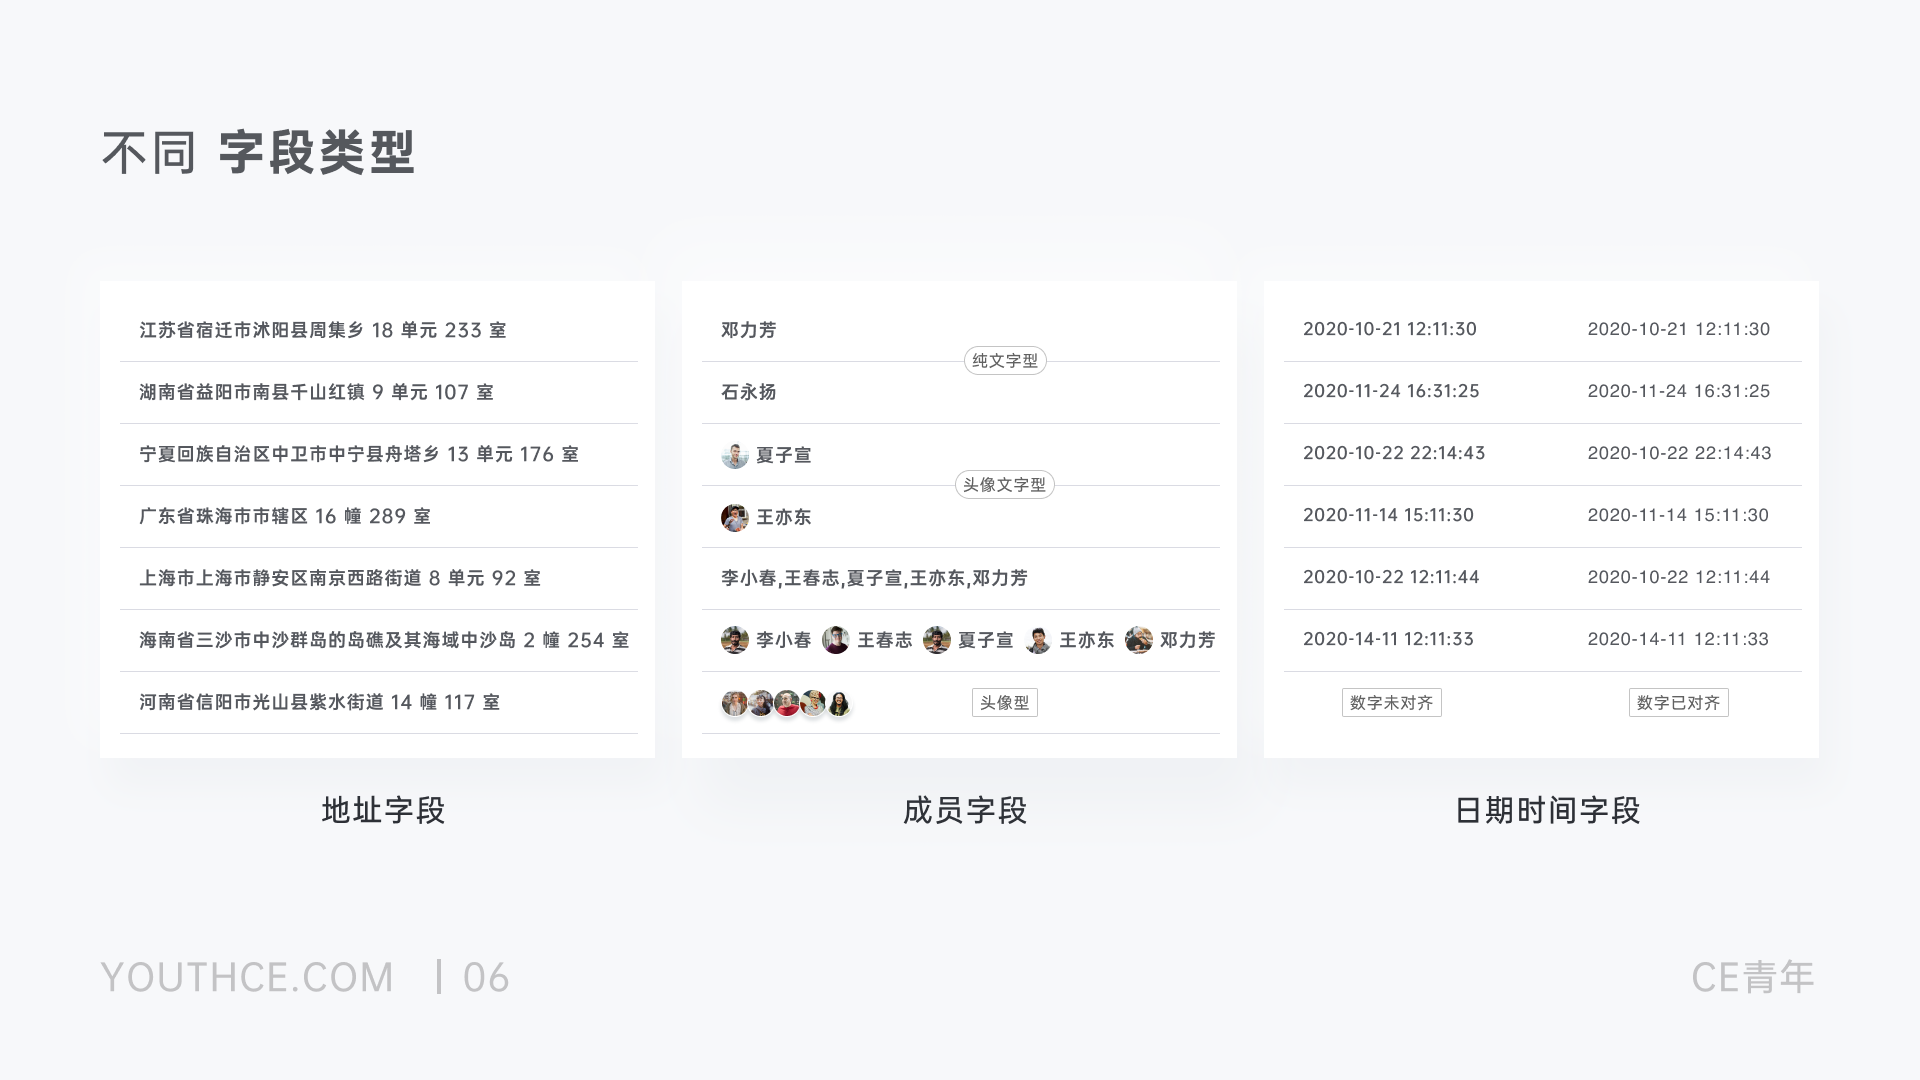 不同 字段类型
江苏省宿迁市沭阳县周集乡 18 单元 233 室
湖南省益阳市南县千山红镇 9 单元 107 室
宁夏回族自治区中卫市中宁县舟塔乡 13 单元 176 室
广东省珠海市市辖区 16 幢 289 室
上海市上海市静安区南京西路街道 8 单元 92 室
海南省三沙市中沙群岛的岛礁及其海域中沙岛 2 幢 254 室
河南省信阳市光山县紫水街道 14 幢 117 室
地址字段
邓力芳
纯文字型
石永扬
夏子宣
头像文字型
王亦东
李小春,王春志,夏子宣,王亦东,邓力芳
李小春 王春志 夏子宣 王亦东 邓力芳
头像型
成员字段
2020-10-21 12:11:30 2020-10-21 12:11:30
2020-11-24 16:31:25 2020-11-24 16:31:25
2020-10-22 22:14:43 2020-10-22 22:14:43
2020-11-14 15:11:30 2020-11-14 15:11:30
2020-10-22 12:11:44 2020-10-22 12:11:44
2020-14-11 12:11:33 2020-14-11 12:11:33
数字未对齐 数字已对齐
日期时间字段
YOUTHCE.COM | 06
CE青年